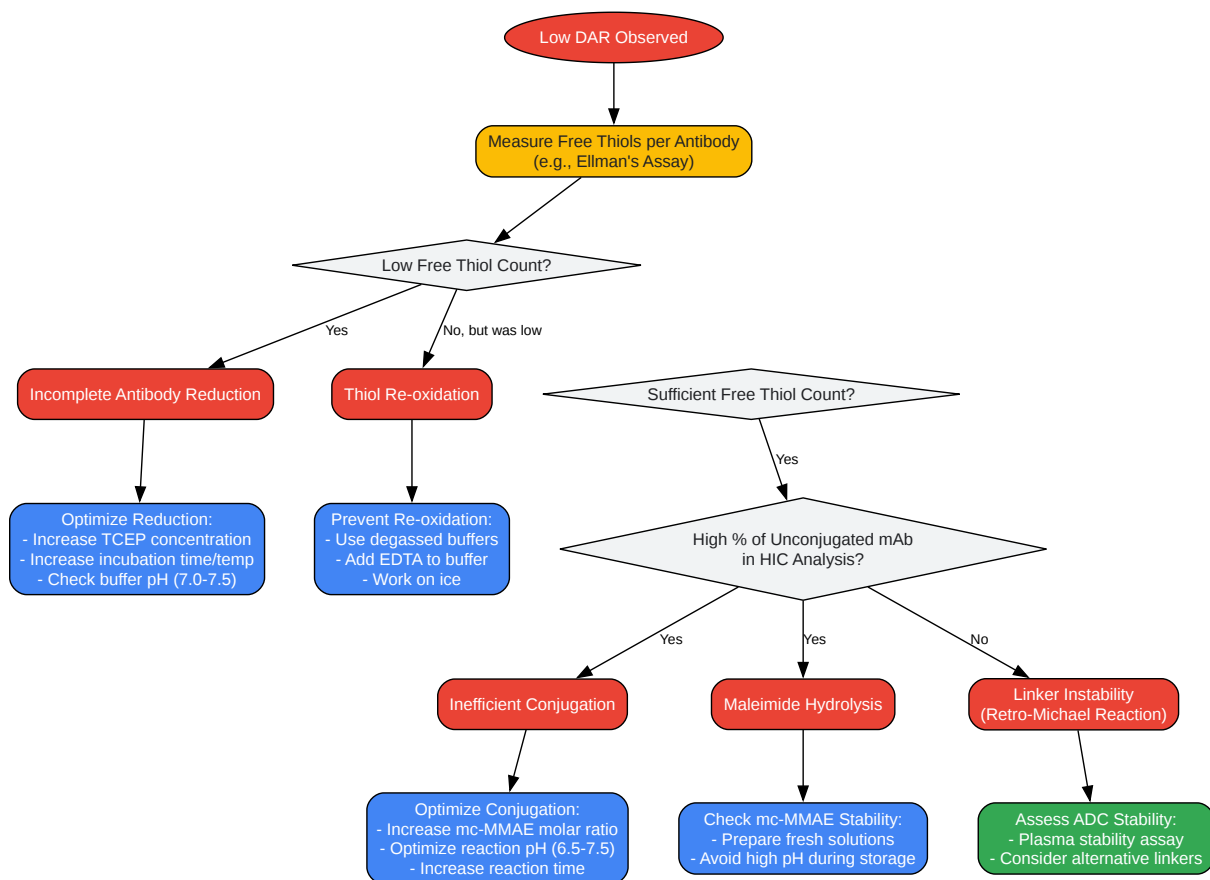 Low DAR Observed
Measure Free Thiols per Antibody
(e.g., Ellman's Assay)
Low Free Thiol Count?
Yes
No, but was low
Incomplete Antibody Reduction
Thiol Re-oxidation
Sufficient Free Thiol Count?
Yes
Optimize Reduction:
- Increase TCEP concentration
- Increase incubation time/temp
- Check buffer pH (7.0-7.5)
Prevent Re-oxidation:
- Use degassed buffers
- Add EDTA to buffer
- Work on ice
High % of Unconjugated mAb
in HIC Analysis?
Yes
Yes
No
Inefficient Conjugation
Maleimide Hydrolysis
Linker Instability
(Retro-Michael Reaction)
Optimize Conjugation:
- Increase mc-MMAE molar ratio
- Optimize reaction pH (6.5-7.5)
- Increase reaction time
Check mc-MMAE Stability:
- Prepare fresh solutions
- Avoid high pH during storage
Assess ADC Stability:
- Plasma stability assay
- Consider alternative linkers